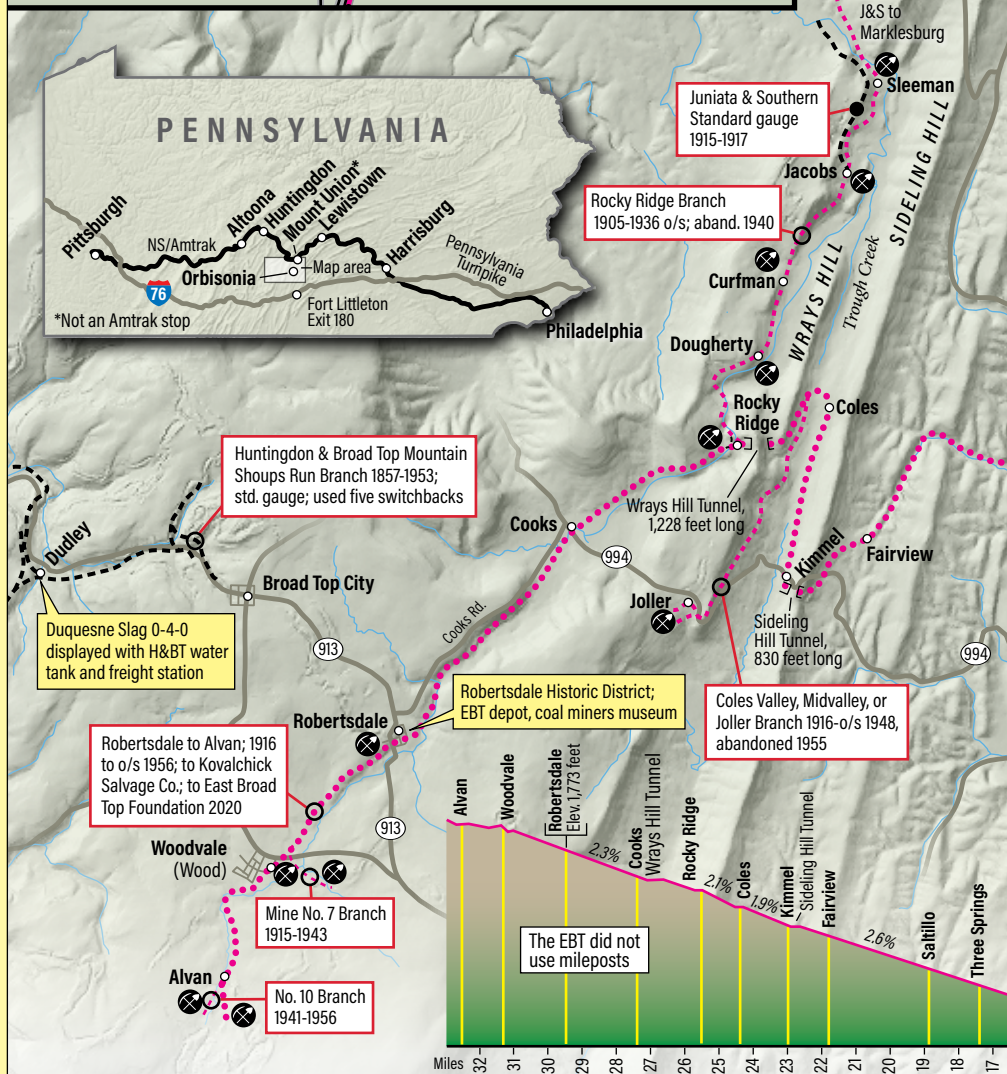 J&S to
Marklesburg
Sleeman
Juniata & Southern
Standard gauge
1915-1917
Jacobs
SIDELING HILL
Rocky Ridge Branch
1905-1936 o/s; aband. 1940
Curfman
WRAYS HILL
Trough Creek
Dougherty
Rocky
Ridge
Coles
PENNSYLVANIA
Pittsburgh
NS/Amtrak
Altoona
Huntingdon
Mount Union*
Lewistown
Harrisburg
Orbisonia
Map area
Pennsylvania
Turnpike
76
Fort Littleton
Exit 180
*Not an Amtrak stop
Philadelphia
Huntingdon & Broad Top Mountain
Shoups Run Branch 1857-1953;
std. gauge; used five switchbacks
Wrays Hill Tunnel,
1,228 feet long
Cooks
994
Dudley
Broad Top City
Kimmel
Fairview
Joller
Sideling
Hill Tunnel,
830 feet long
994
Duquesne Slag 0-4-0
displayed with H&BT water
tank and freight station
913
Cooks Rd.
Robertsdale Historic District;
EBT depot, coal miners museum
Coles Valley, Midvalley, or
Joller Branch 1916-o/s 1948,
abandoned 1955
Robertsdale
Robertsdale to Alvan; 1916
to o/s 1956; to Kovalchick
Salvage Co.; to East Broad
Top Foundation 2020
913
Woodvale
(Wood)
Mine No. 7 Branch
1915-1943
Alvan
No. 10 Branch
1941-1956
Alvan
Woodvale
Robertsdale
Elev. 1,773 feet
2.3%
Cooks
Wrays Hill Tunnel
Rocky Ridge
2.1%
Coles
1.9%
Kimmel
Sideling Hill Tunnel
Fairview
2.6%
Saltillo
Three Springs
The EBT did not
use mileposts
Miles 32 31 30 29 28 27 26 25 24 23 22 21 20 19 18 17